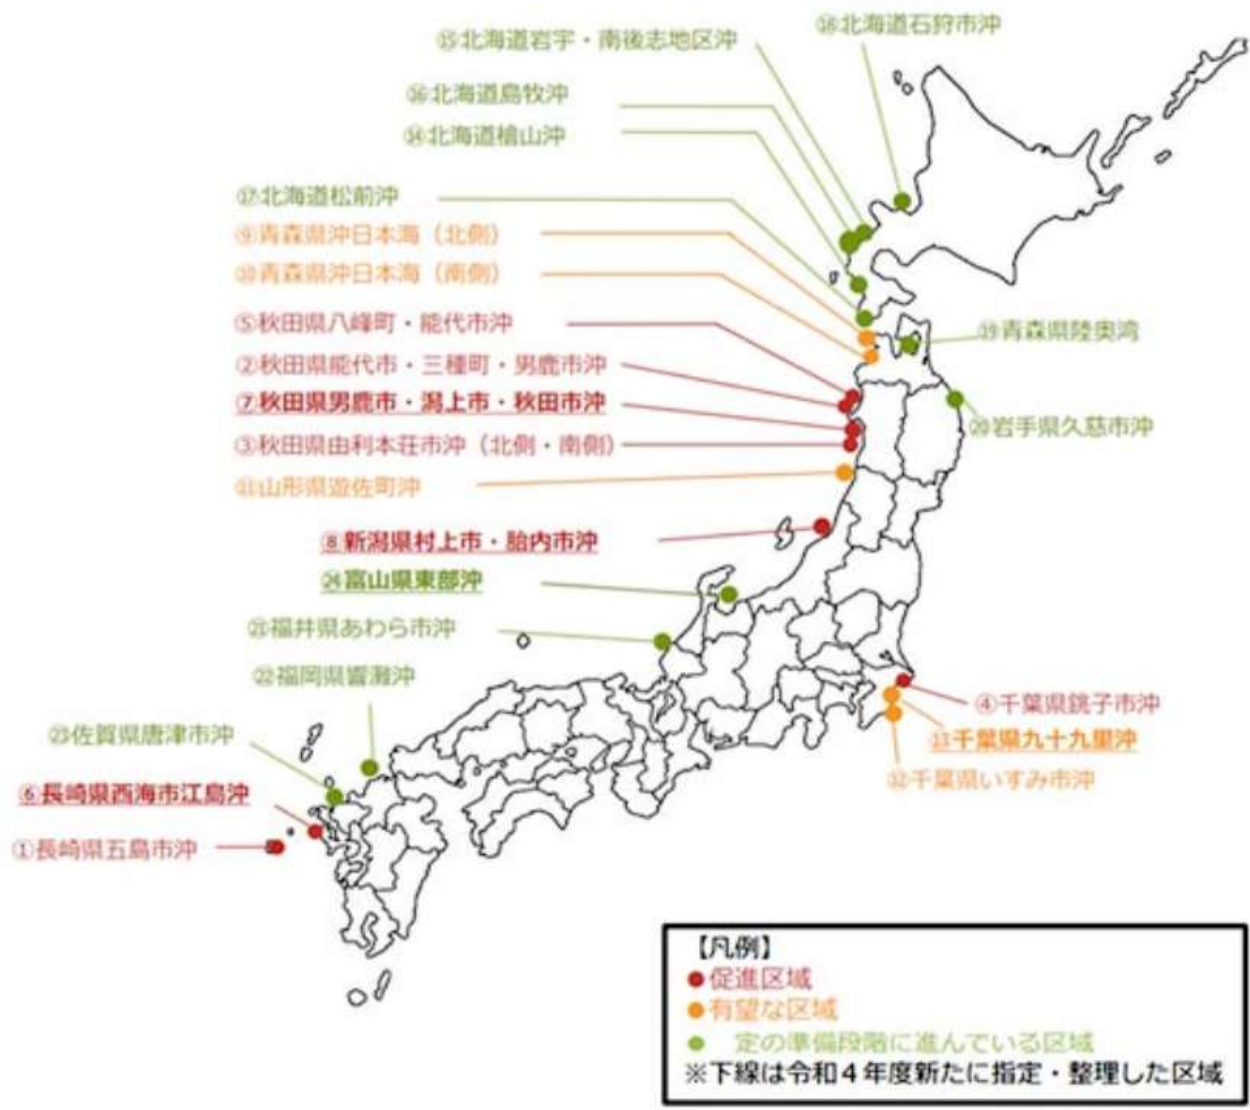 ⑱北海道石狩市沖
⑮北海道岩宇・南後志地区沖
⑯北海道島牧沖
⑭北海道檜山沖
⑰北海道松前沖
⑨青森県沖日本海（北側）
⑩青森県沖日本海（南側）
⑤秋田県八峰町・能代市沖
⑲青森県陸奥湾
②秋田県能代市・三種町・男鹿市沖
⑦秋田県男鹿市・潟上市・秋田市沖
⑳岩手県久慈市沖
③秋田県由利本荘市沖（北側・南側）
⑪山形県遊佐町沖
⑧新潟県村上市・胎内市沖
㉔富山県東部沖
㉑福井県あわら市沖
㉒福岡県響灘沖
④千葉県銚子市沖
㉓佐賀県唐津市沖
⑬千葉県九十九里沖
⑫千葉県いすみ市沖
⑥長崎県西海市江島沖
①長崎県五島市沖
【凡例】
●促進区域
●有望な区域
●　定の準備段階に進んでいる区域
※下線は令和４年度新たに指定・整理した区域